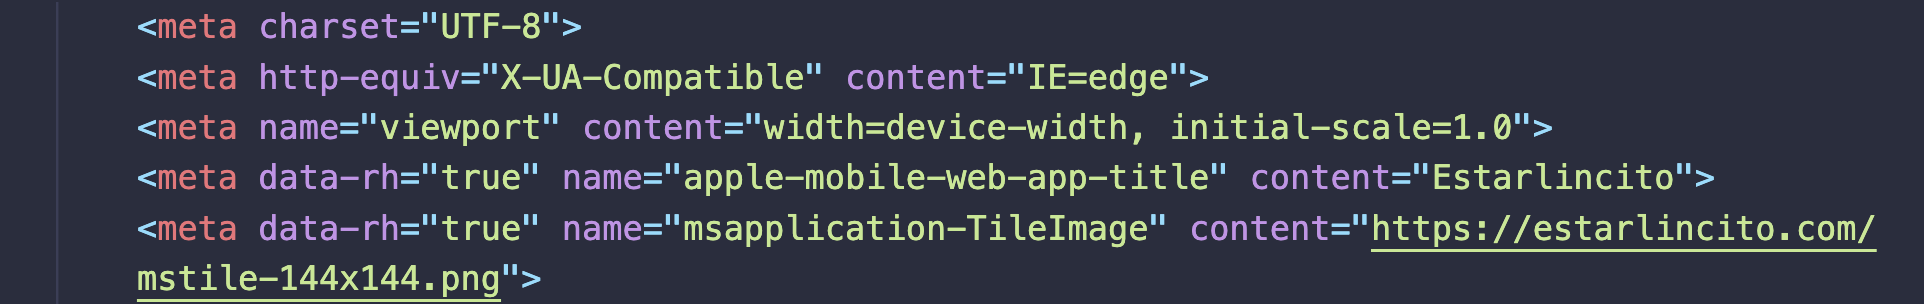 <meta charset="UTF-8">
<meta http-equiv="X-UA-Compatible" content="IE=edge">
<meta name="viewport" content="width=device-width, initial-scale=1.0">
<meta data-rh="true" name="apple-mobile-web-app-title" content="Estarlincito">
<meta data-rh="true" name="msapplication-TileImage" content="https://estarlincito.com/
mstile-144x144.png">